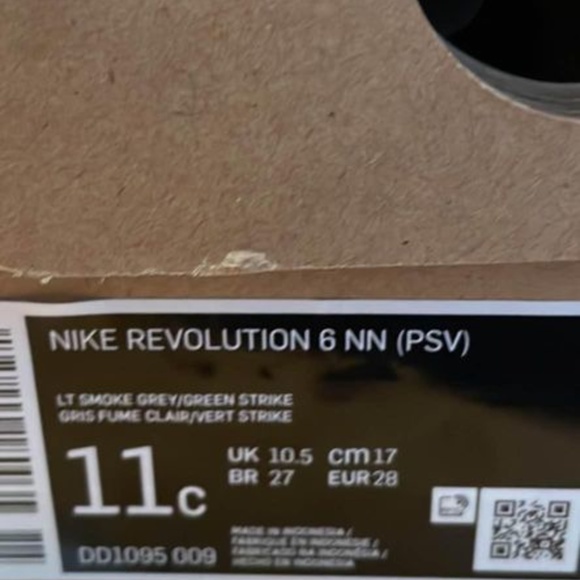 NIKE REVOLUTION 6 NN (PSV)
LT SMOKE GREY/GREEN STRIKE
GRIS FUME CLAIR/VERT STRIKE
11C
UK 10.5 cm 17
BR 27 EUR 28
MADE IN INDONESIA /
FABRIQUE EN INDONESIE /
FABRICADO NA INDONÉSIA /
HECHO EN INDONESIA
DD1095 009